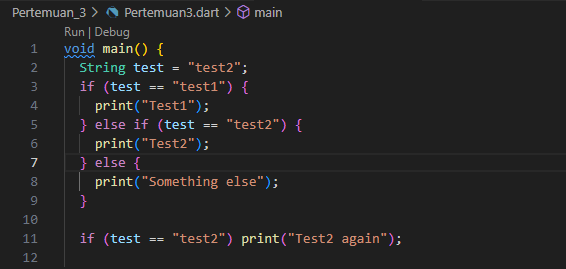 Pertemuan_3 > Pertemuan3.dart > main
Run | Debug
1 void main() {
2   String test = "test2";
3   if (test == "test1") {
4     print("Test1");
5   } else if (test == "test2") {
6     print("Test2");
7   } else {
8     print("Something else");
9   }
10
11   if (test == "test2") print("Test2 again");
12